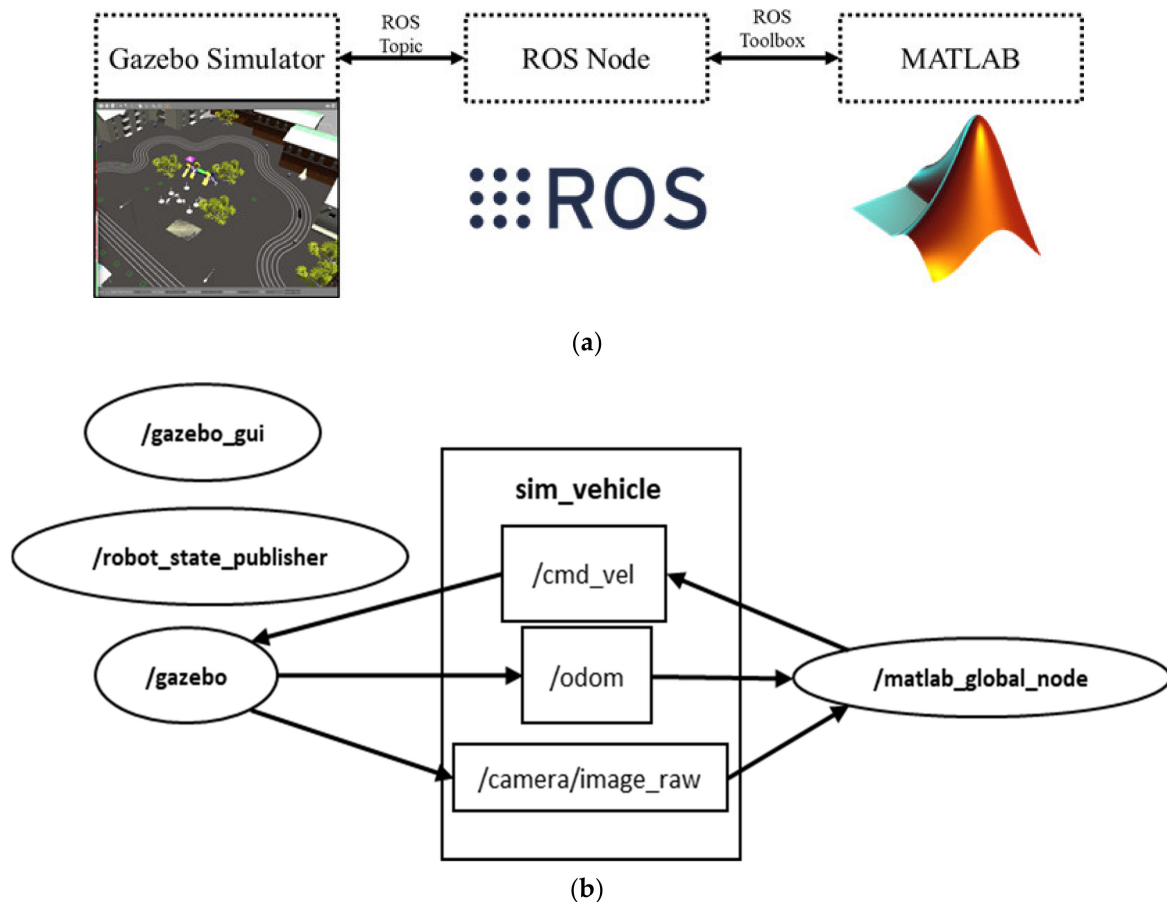 Gazebo Simulator
ROS
Topic
ROS Node
ROS
Toolbox
MATLAB
ROS
(a)
/gazebo_gui
/robot_state_publisher
/gazebo
sim_vehicle
/cmd_vel
/odom
/camera/image_raw
/matlab_global_node
(b)